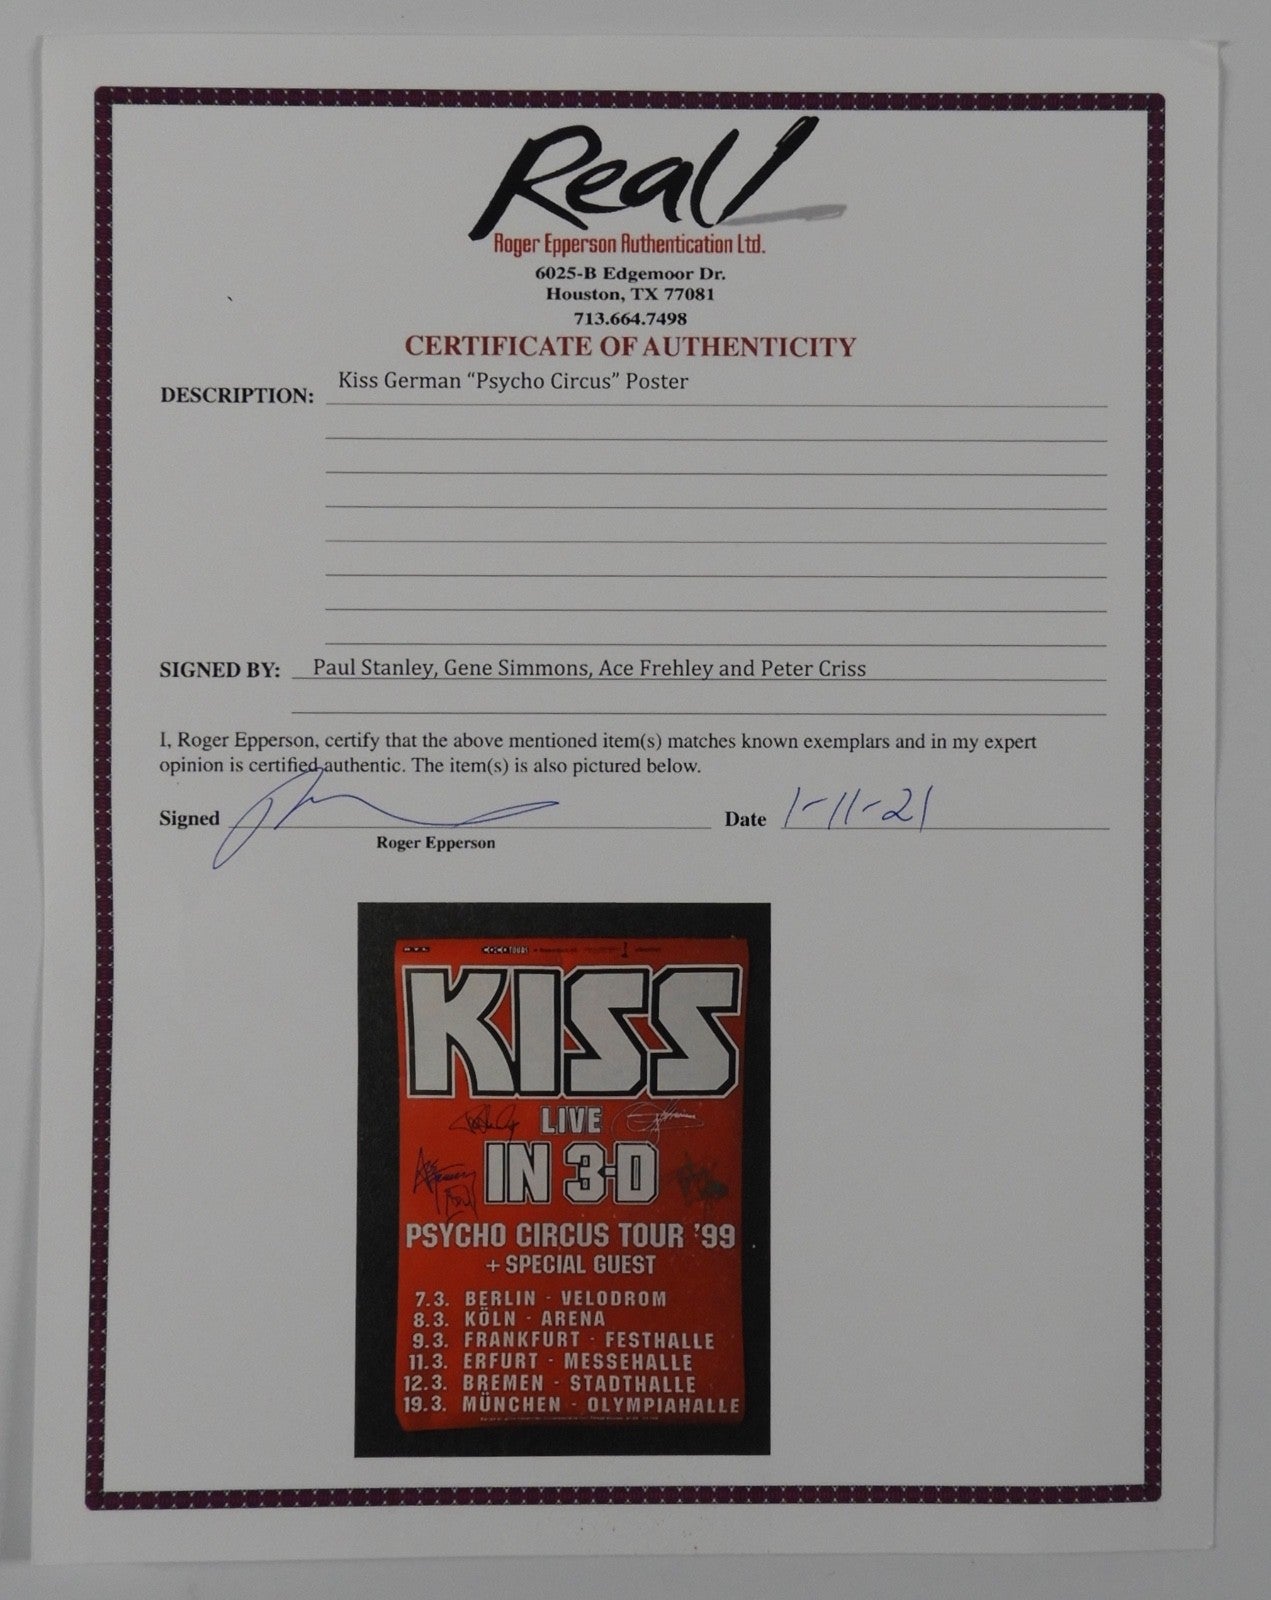 Real!
Roger Epperson Authentication Ltd.
6025-B Edgemoor Dr.
Houston, TX 77081
713.664.7498
CERTIFICATE OF AUTHENTICITY
DESCRIPTION: Kiss German “Psycho Circus” Poster
SIGNED BY: Paul Stanley, Gene Simmons, Ace Frehley and Peter Criss
I, Roger Epperson, certify that the above mentioned item(s) matches known exemplars and in my expert
opinion is certified authentic. The item(s) is also pictured below.
Signed Date 1-11-21
Roger Epperson
KISS
LIVE
IN 3-D
PSYCHO CIRCUS TOUR '99
+ SPECIAL GUEST
7.3. BERLIN - VELODROM
8.3. KÖLN - ARENA
9.3. FRANKFURT - FESTHALLE
11.3. ERFURT - MESSEHALLE
12.3. BREMEN - STADTHALLE
19.3. MÜNCHEN - OLYMPIAHALLE